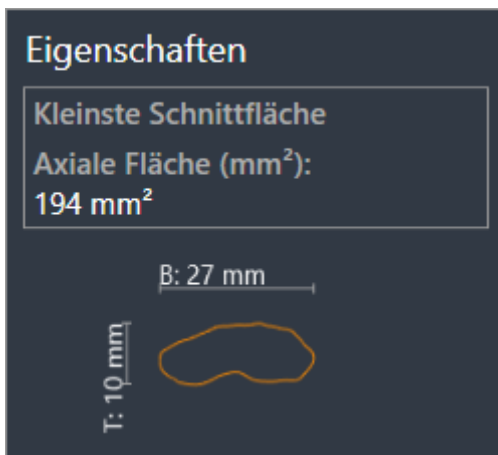 Eigenschaften
Kleinste Schnittfläche
Axiale Fläche (mm²):
194 mm²
B: 27 mm
T: 10 mm